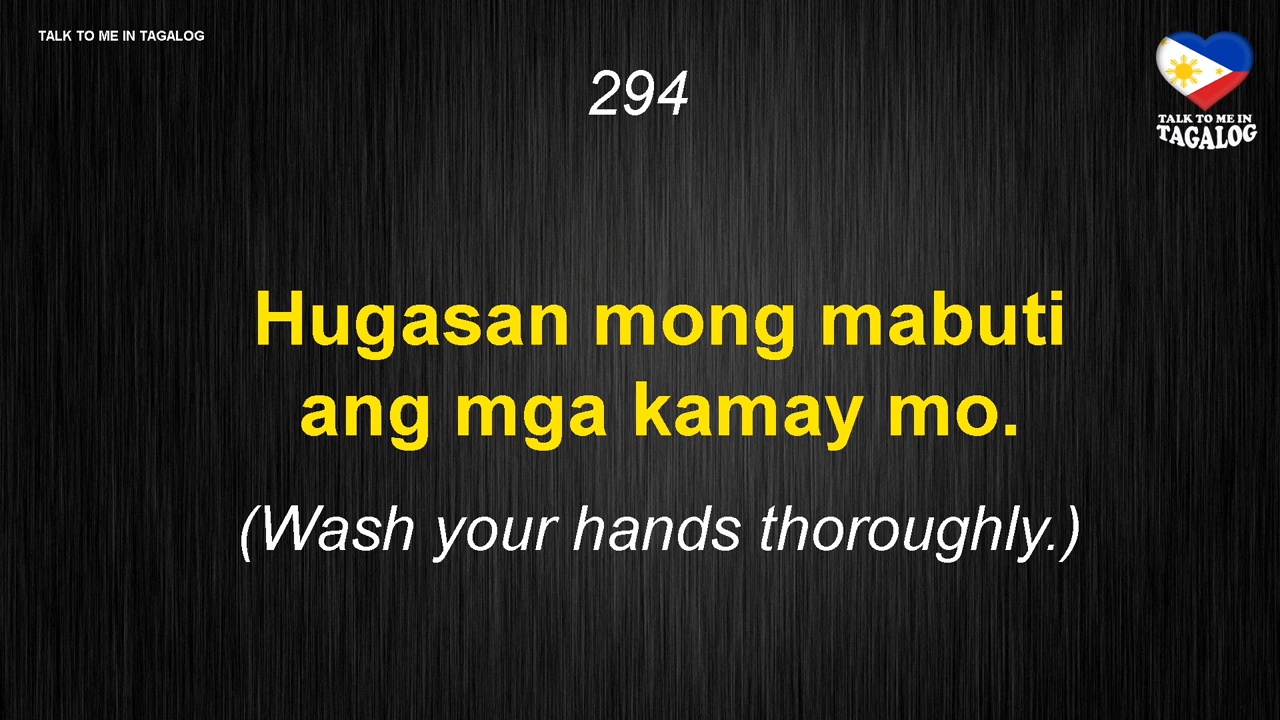 TALK TO ME IN TAGALOG
294
TALK TO ME IN
TAGALOG
Hugasan mong mabuti
ang mga kamay mo.
(Wash your hands thoroughly.)